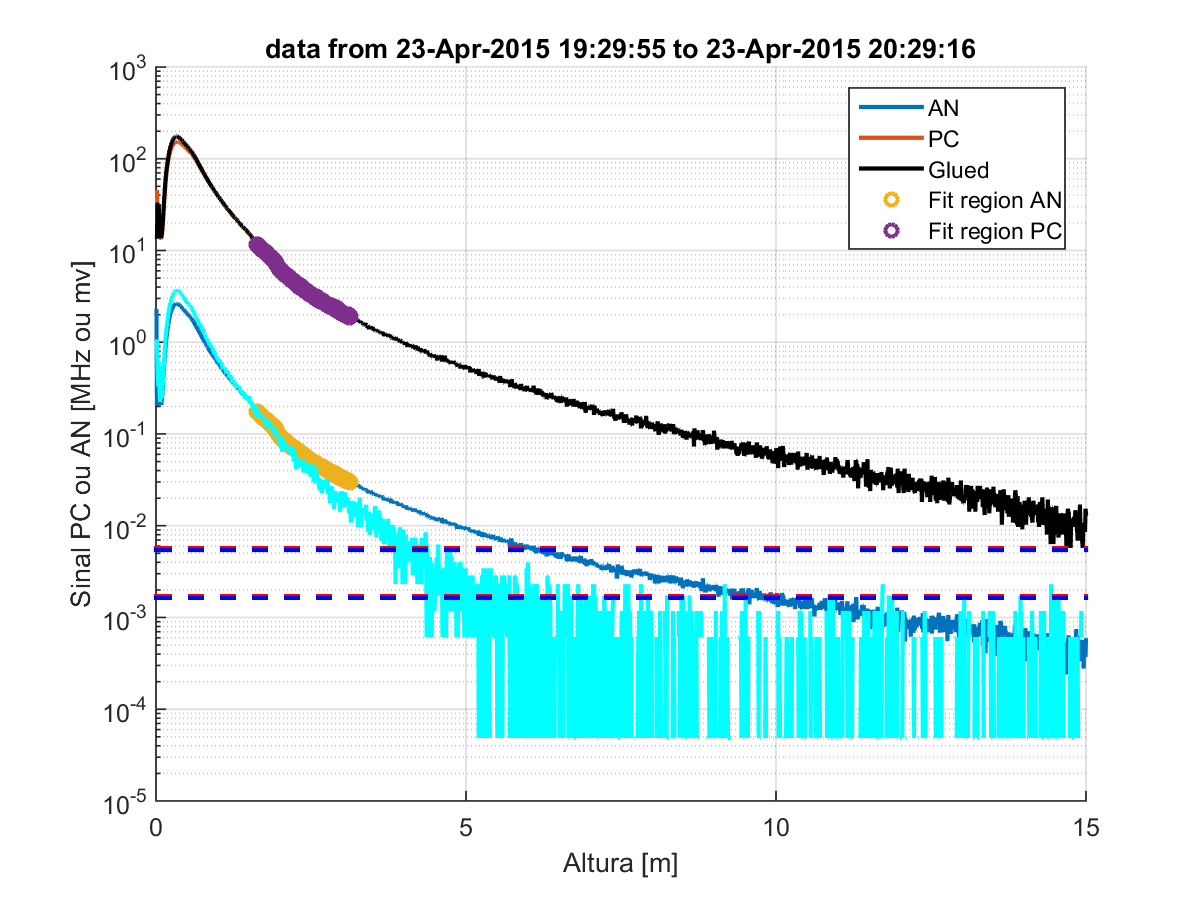 data from 23-Apr-2015 19:29:55 to 23-Apr-2015 20:29:16
AN
PC
Glued
Fit region AN
Fit region PC
Sinal PC ou AN [MHz ou mv]
10^3
10^2
10^1
10^0
10^-1
10^-2
10^-3
10^-4
10^-5
0 5 10 15
Altura [m]